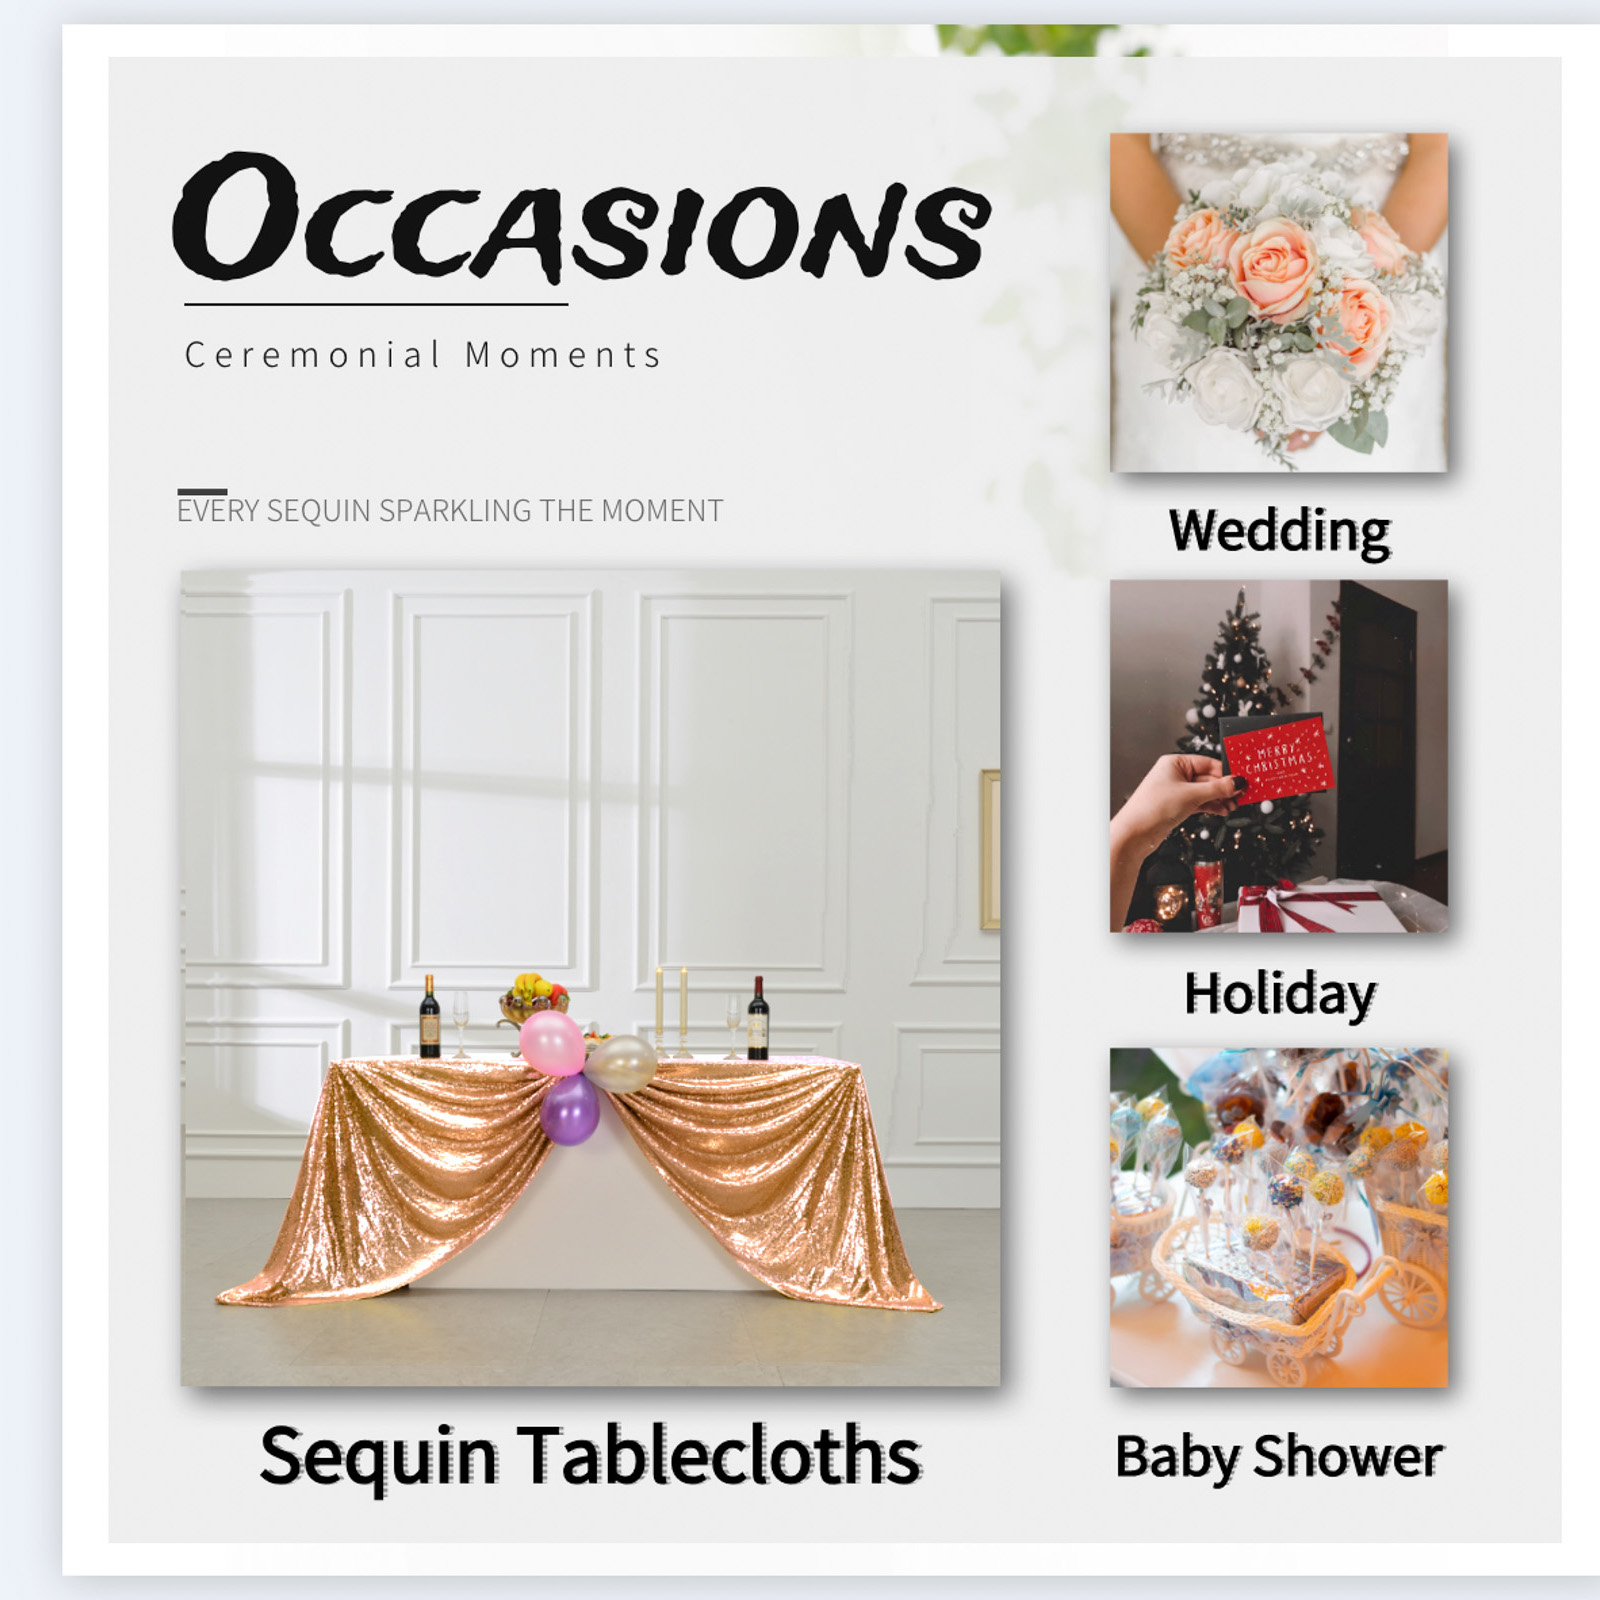 OCCASIONS
Ceremonial Moments
EVERY SEQUIN SPARKLING THE MOMENT
Wedding
MERRY
CHRISTMAS
Holiday
Sequin Tablecloths
Baby Shower